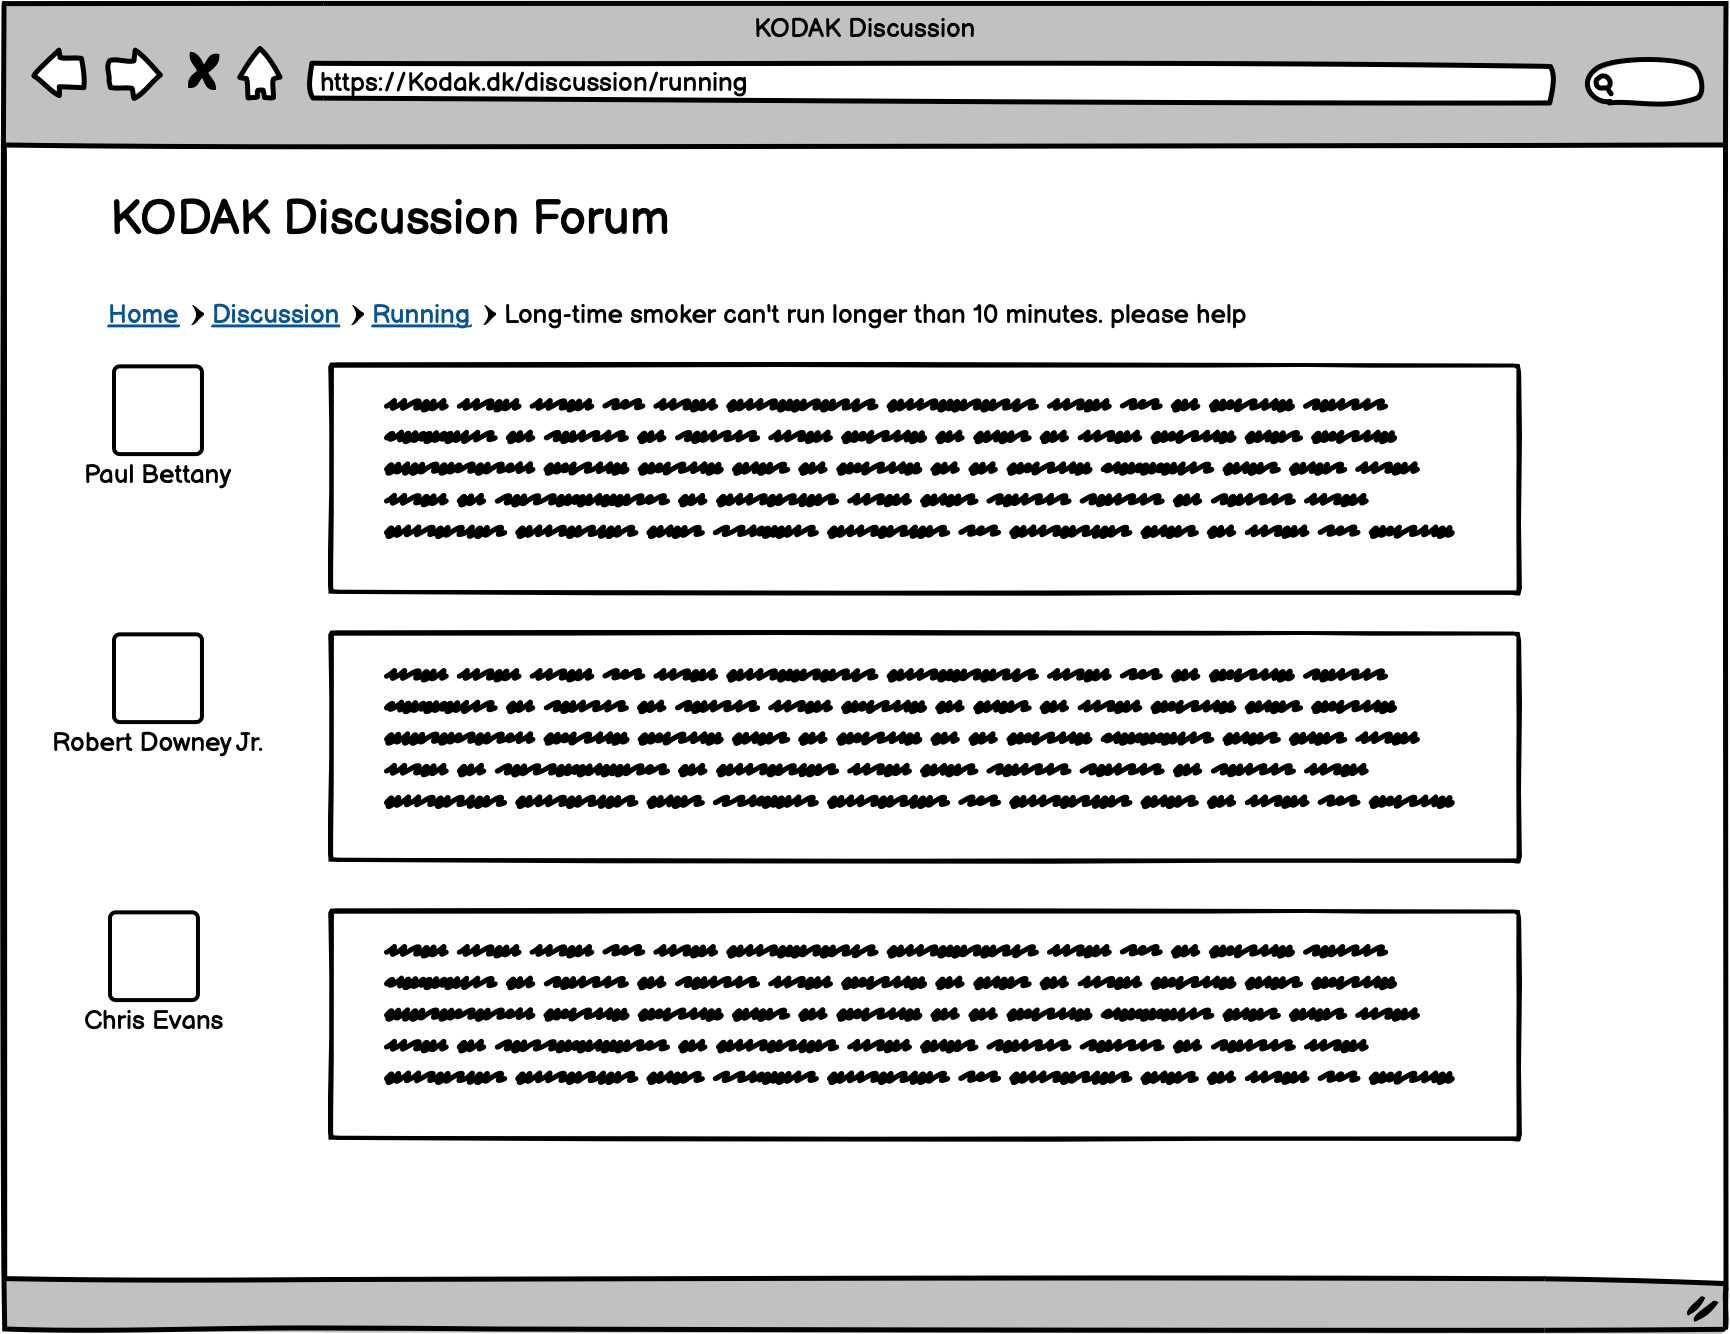 KODAK Discussion
https://Kodak.dk/discussion/running
KODAK Discussion Forum
Home Discussion Running Long-time smoker can't run longer than 10 minutes. please help
Paul Bettany
Robert Downey Jr.
Chris Evans